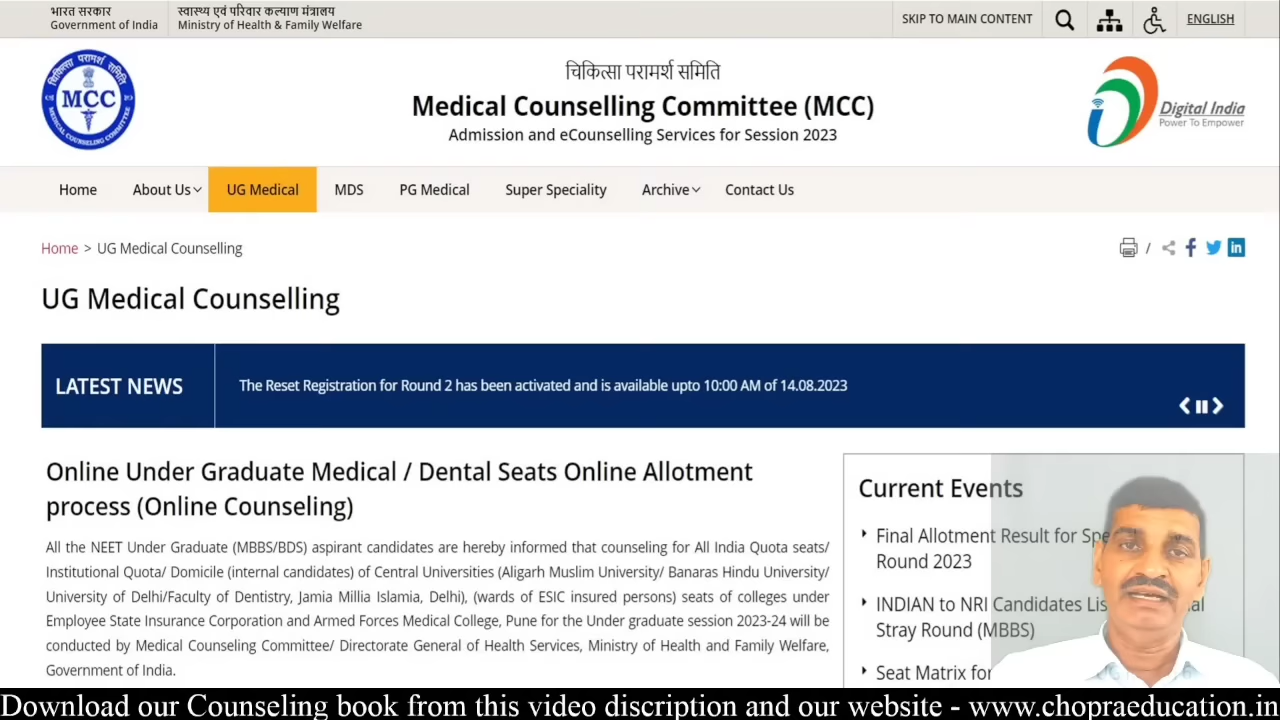 भारत सरकार
Government of India
स्वास्थ्य एवं परिवार कल्याण मंत्रालय
Ministry of Health & Family Welfare
SKIP TO MAIN CONTENT
ENGLISH
चिकित्सा परामर्श समिति
MCC
MEDICAL COUNSELLING COMMITTEE
चिकित्सा परामर्श समिति
Medical Counselling Committee (MCC)
Admission and eCounselling Services for Session 2023
Digital India
Power To Empower
Home About Us UG Medical MDS PG Medical Super Speciality Archive Contact Us
Home > UG Medical Counselling
/ f in
UG Medical Counselling
LATEST NEWS
The Reset Registration for Round 2 has been activated and is available upto 10:00 AM of 14.08.2023
Online Under Graduate Medical / Dental Seats Online Allotment
process (Online Counseling)
All the NEET Under Graduate (MBBS/BDS) aspirant candidates are hereby informed that counseling for All India Quota seats/
Institutional Quota/ Domicile (internal candidates) of Central Universities (Aligarh Muslim University/ Banaras Hindu University/
University of Delhi/Faculty of Dentistry, Jamia Millia Islamia, Delhi), (wards of ESIC insured persons) seats of colleges under
Employee State Insurance Corporation and Armed Forces Medical College, Pune for the Under graduate session 2023-24 will be
conducted by Medical Counseling Committee/ Directorate General of Health Services, Ministry of Health and Family Welfare,
Government of India.
Current Events
Final Allotment Result for
Round 2023
INDIAN to NRI Candidates
Stray Round (MBBS)
Seat Matrix for
Download our Counseling book from this video discription and our website - www.chopraeducation.in